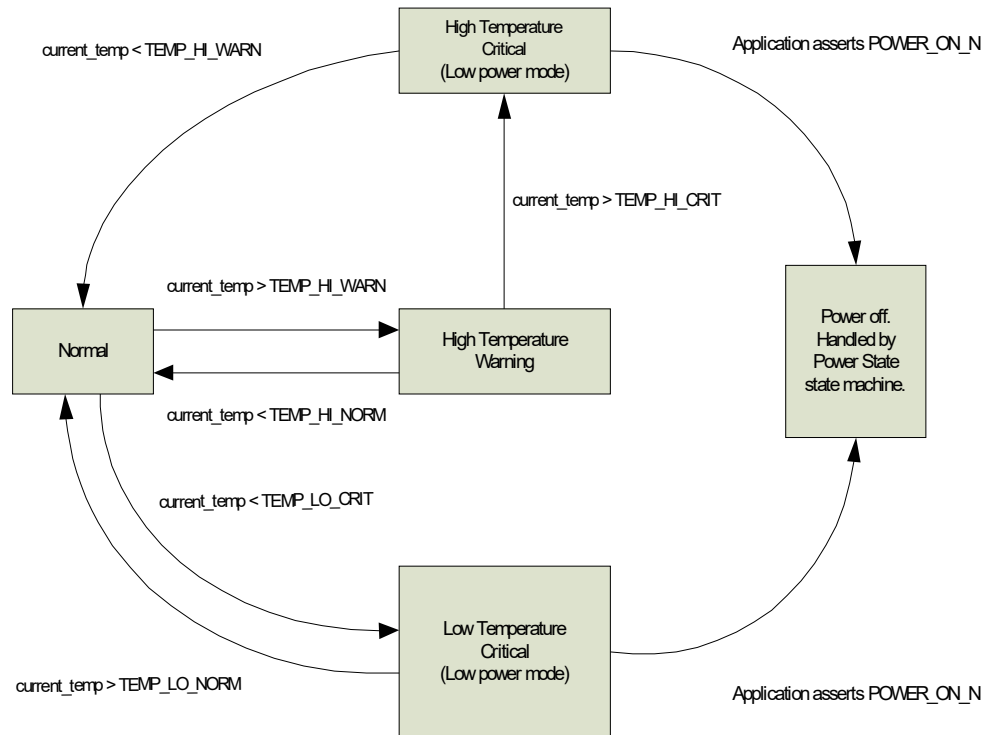 High Temperature
Critical
(Low power mode)
current_temp < TEMP_HI_WARN
Application asserts POWER_ON_N
current_temp > TEMP_HI_CRIT
current_temp > TEMP_HI_WARN
Normal
High Temperature
Warning
Power off.
Handled by
Power State
state machine.
current_temp < TEMP_HI_NORM
current_temp < TEMP_LO_CRIT
Low Temperature
Critical
(Low power mode)
current_temp > TEMP_LO_NORM
Application asserts POWER_ON_N